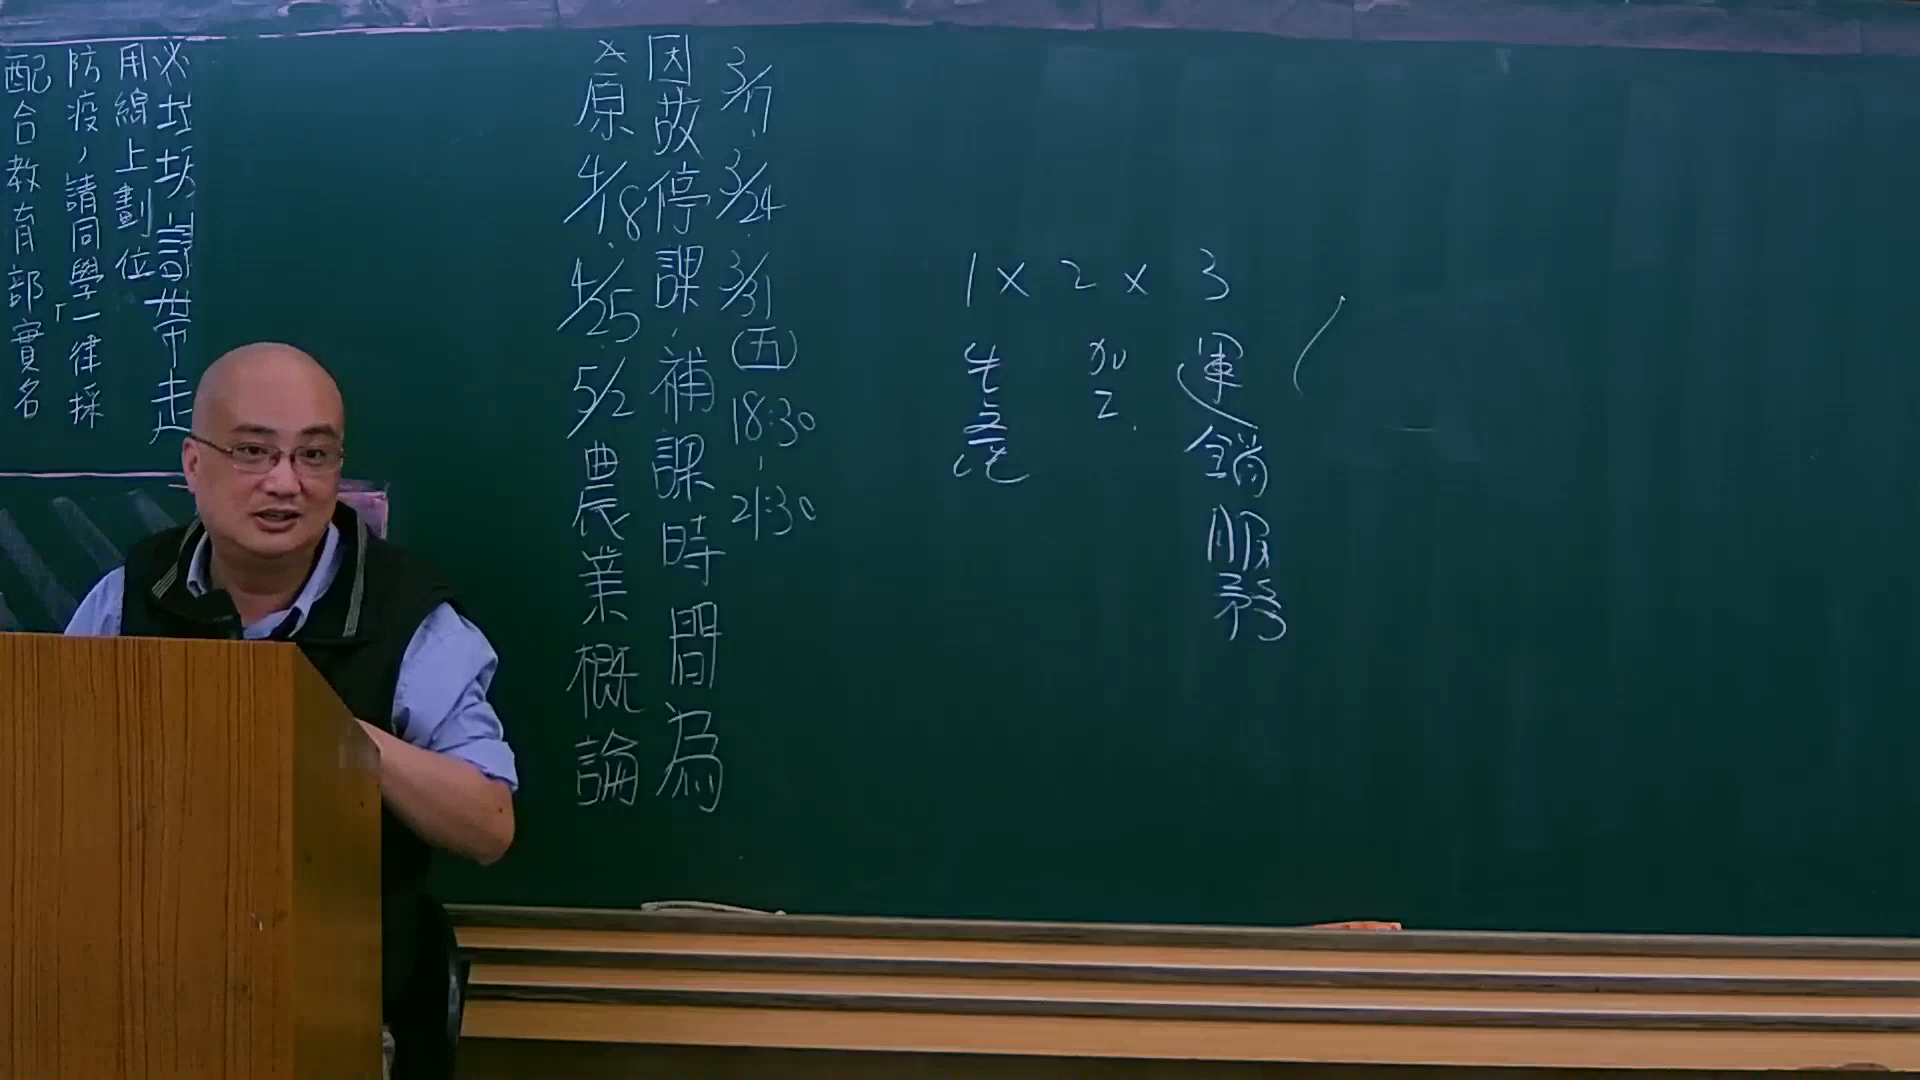 配合教育部實名
防疫,請同學「一律採
用線上劃位
必垃圾請帶走
3/17、3/24、3/31(五)18:30-21:30
因故停課,補課時間為
原4/18、4/25、5/2農業概論
1 × 2 × 3
生產
加工
運銷服務